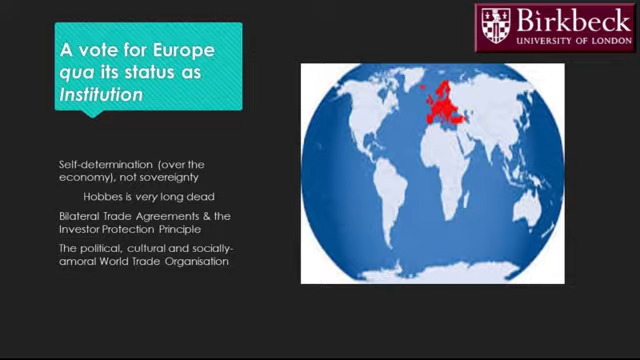 Birkbeck
UNIVERSITY OF LONDON
A vote for Europe
qua its status as
Institution
Self-determination (over the
economy), not sovereignty
Hobbes is very long dead
Bilateral Trade Agreements & the
Investor Protection Principle
The political, cultural and socially-
amoral World Trade Organisation